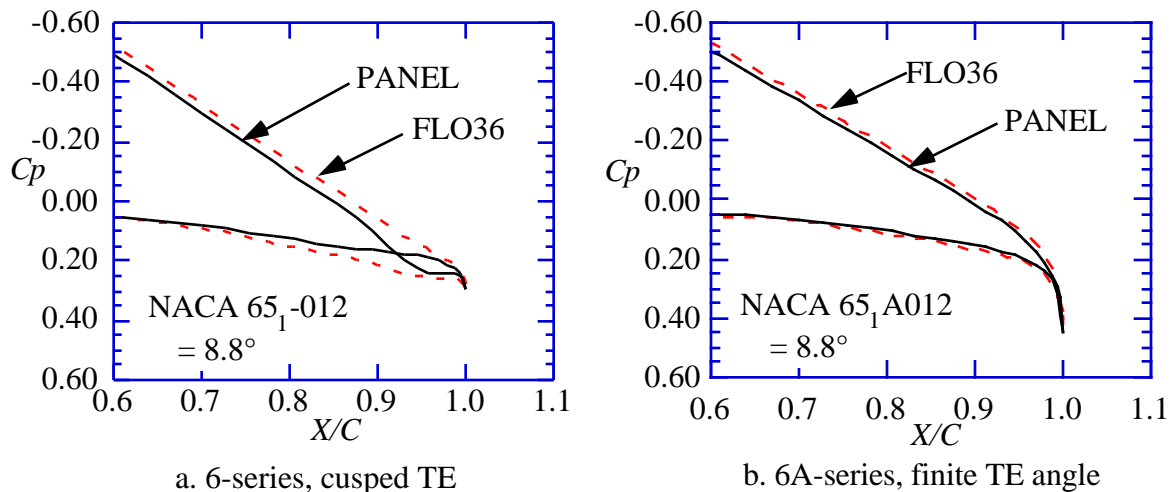 -0.60
-0.40
-0.20
Cp
0.00
0.20
0.40
0.60
PANEL
FLO36
NACA 65₁-012
= 8.8°
0.6 0.7 0.8 0.9 1.0 1.1
X/C
a. 6-series, cusped TE
-0.60
-0.40
-0.20
Cp
0.00
0.20
0.40
0.60
FLO36
PANEL
NACA 65₁A012
= 8.8°
0.6 0.7 0.8 0.9 1.0 1.1
X/C
b. 6A-series, finite TE angle